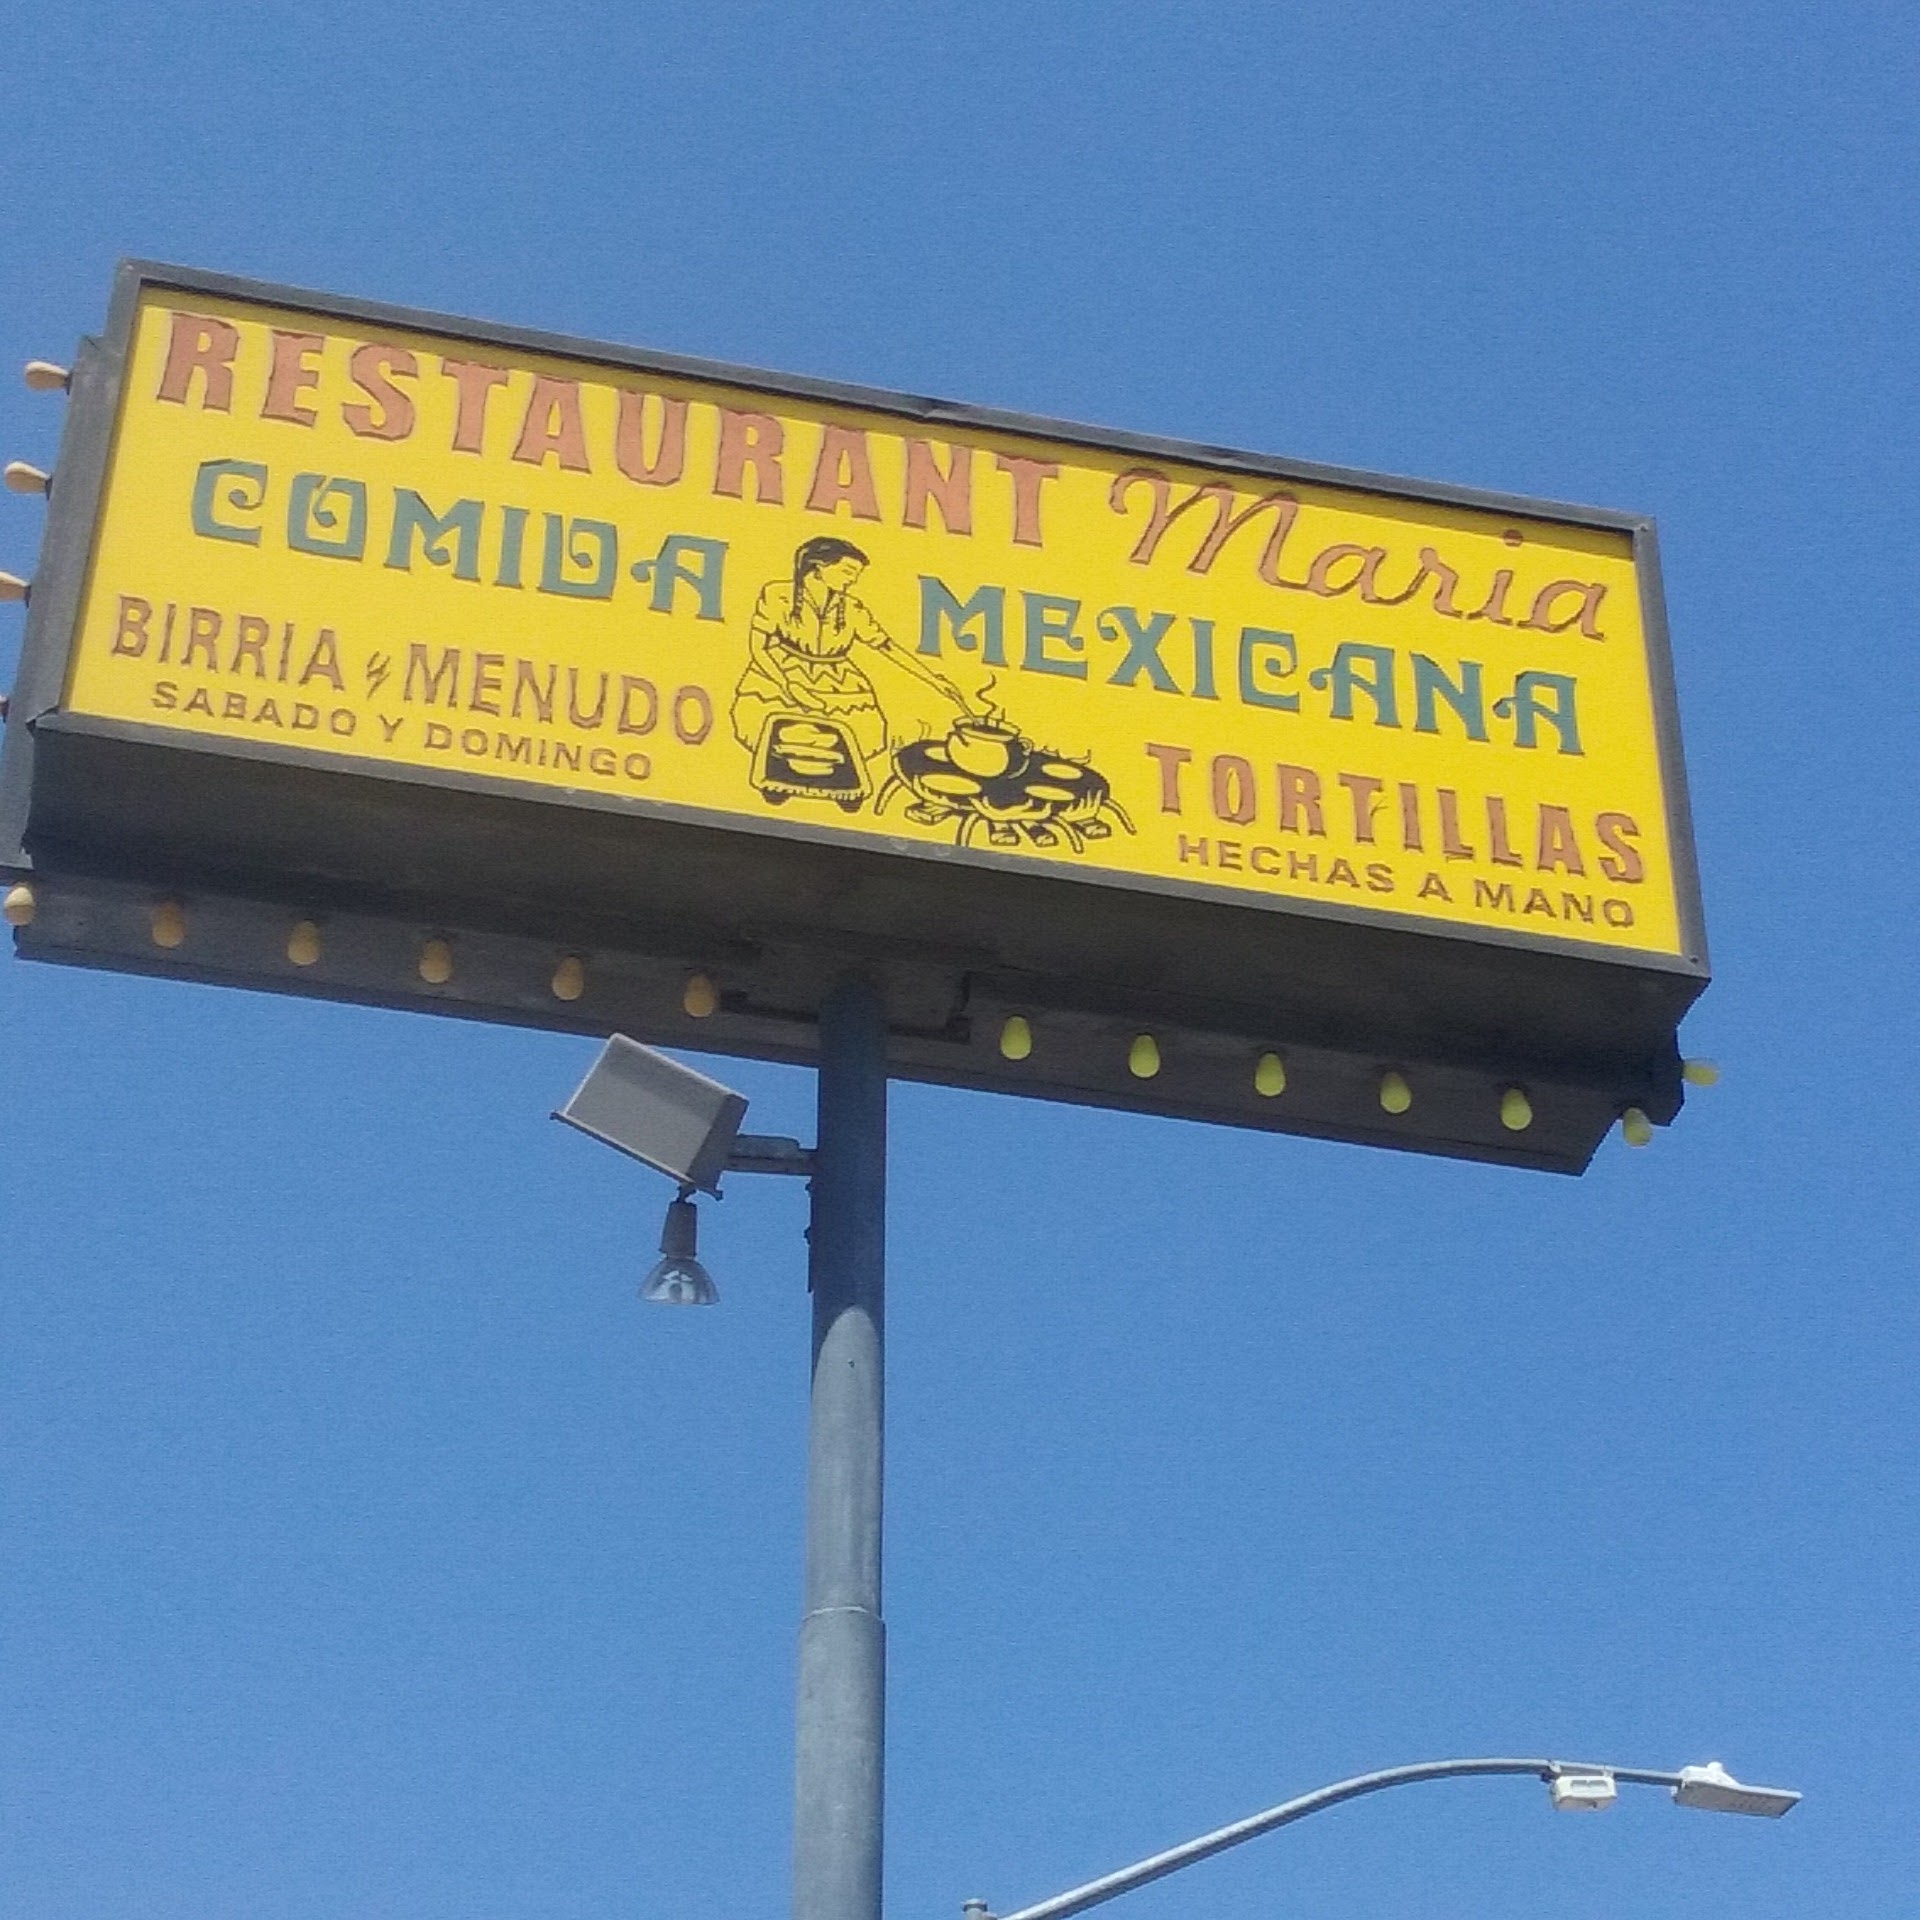 RESTAURANT Maria
COMIDA MEXICANA
BIRRIA y MENUDO
SABADO Y DOMINGO
TORTILLAS
HECHAS A MANO